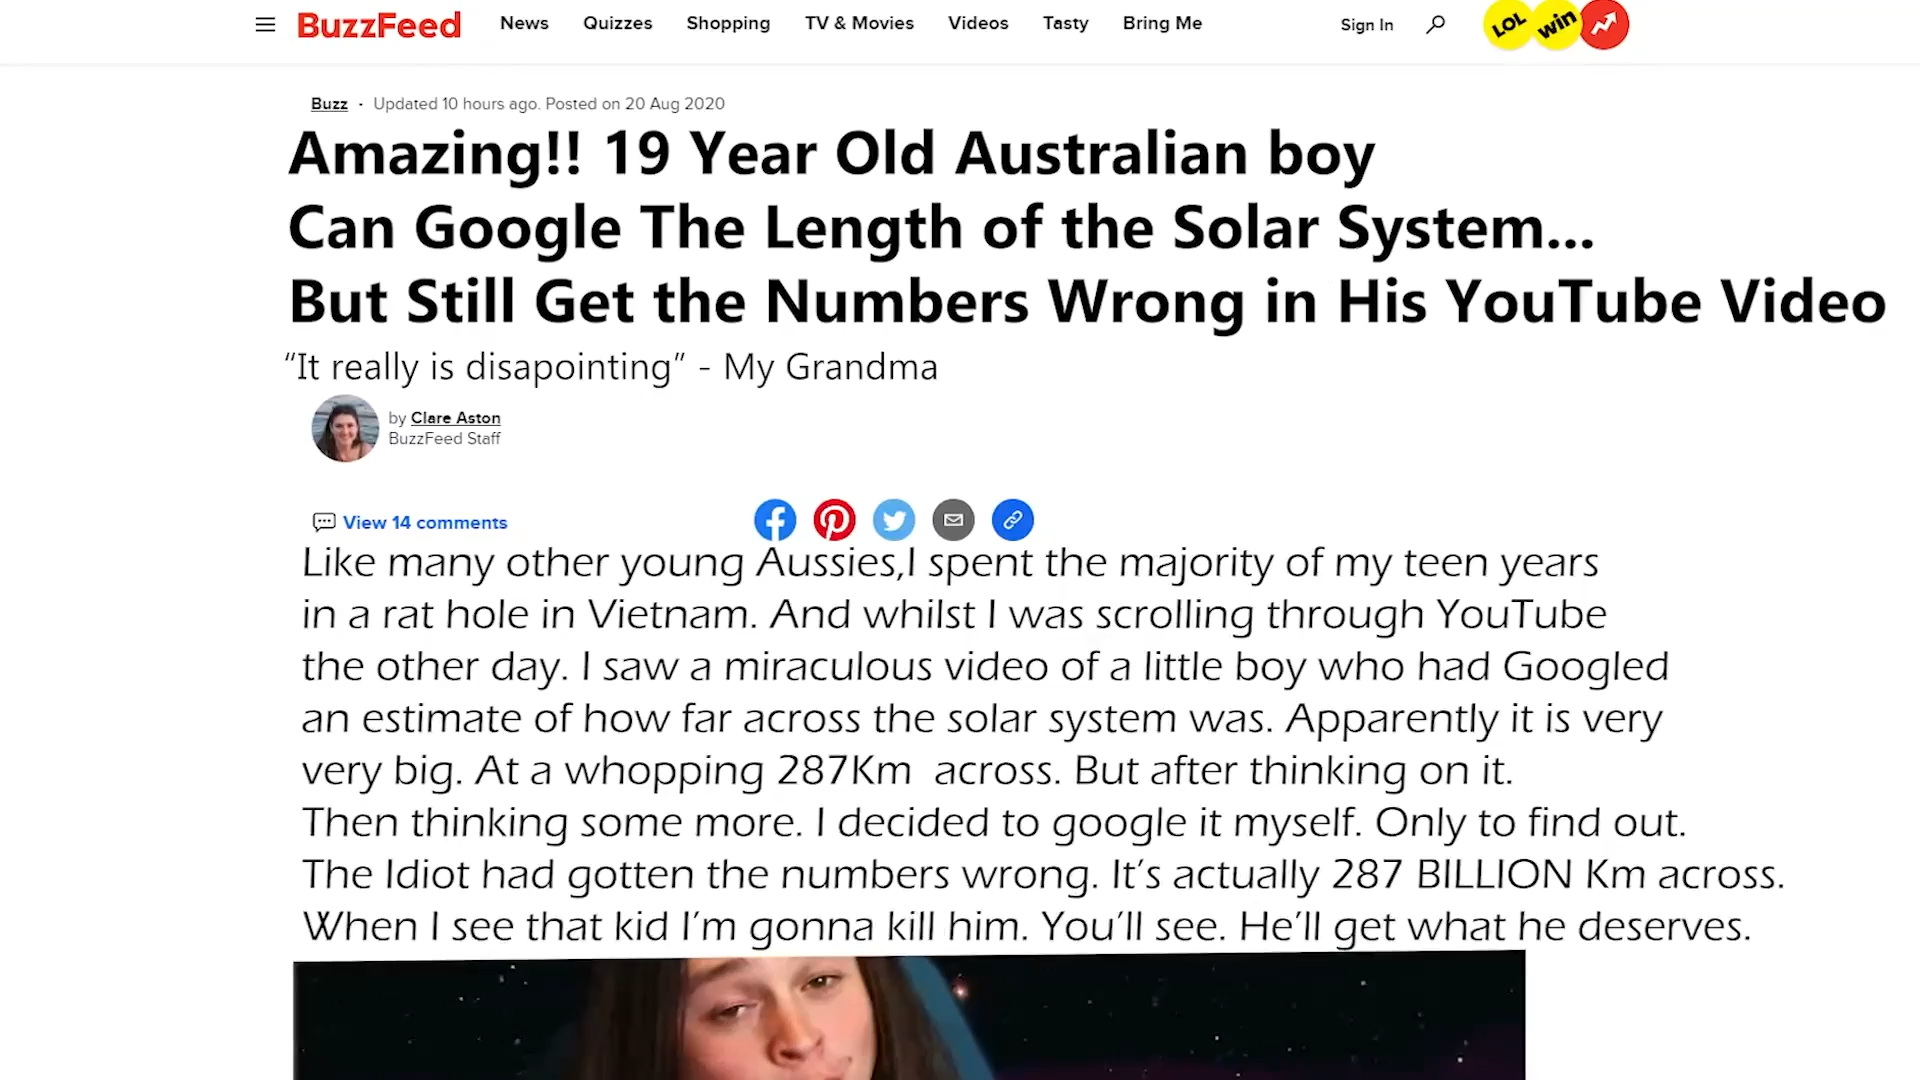 BuzzFeed News Quizzes Shopping TV & Movies Videos Tasty Bring Me Sign In LOL win
Buzz · Updated 10 hours ago. Posted on 20 Aug 2020
Amazing!! 19 Year Old Australian boy
Can Google The Length of the Solar System...
But Still Get the Numbers Wrong in His YouTube Video
“It really is disapointing” - My Grandma
by Clare Aston
BuzzFeed Staff
View 14 comments
Like many other young Aussies,I spent the majority of my teen years
in a rat hole in Vietnam. And whilst I was scrolling through YouTube
the other day. I saw a miraculous video of a little boy who had Googled
an estimate of how far across the solar system was. Apparently it is very
very big. At a whopping 287Km across. But after thinking on it.
Then thinking some more. I decided to google it myself. Only to find out.
The Idiot had gotten the numbers wrong. It’s actually 287 BILLION Km across.
When I see that kid I’m gonna kill him. You’ll see. He’ll get what he deserves.